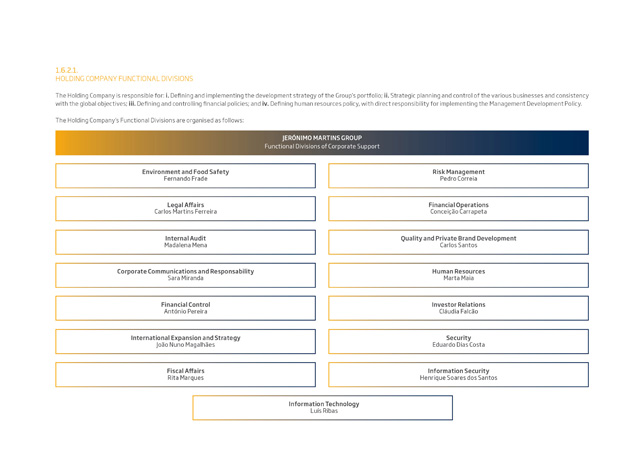 1.6.2.1.
HOLDING COMPANY FUNCTIONAL DIVISIONS
The Holding Company is responsible for: i. Defining and implementing the development strategy of the Group's portfolio; ii. Strategic planning and control of the various businesses and consistency
with the global objectives; iii. Defining and controlling financial policies; and iv. Defining human resources policy, with direct responsibility for implementing the Management Development Policy.
The Holding Company's Functional Divisions are organised as follows:
JERÓNIMO MARTINS GROUP
Functional Divisions of Corporate Support
Environment and Food Safety
Fernando Frade
Risk Management
Pedro Correia
Legal Affairs
Carlos Martins Ferreira
Financial Operations
Conceição Carrapeta
Internal Audit
Madalena Mena
Quality and Private Brand Development
Carlos Santos
Corporate Communications and Responsability
Sara Miranda
Human Resources
Marta Maia
Financial Control
António Pereira
Investor Relations
Cláudia Falcão
International Expansion and Strategy
João Nuno Magalhães
Security
Eduardo Dias Costa
Fiscal Affairs
Rita Marques
Information Security
Henrique Soares dos Santos
Information Technology
Luís Ribas